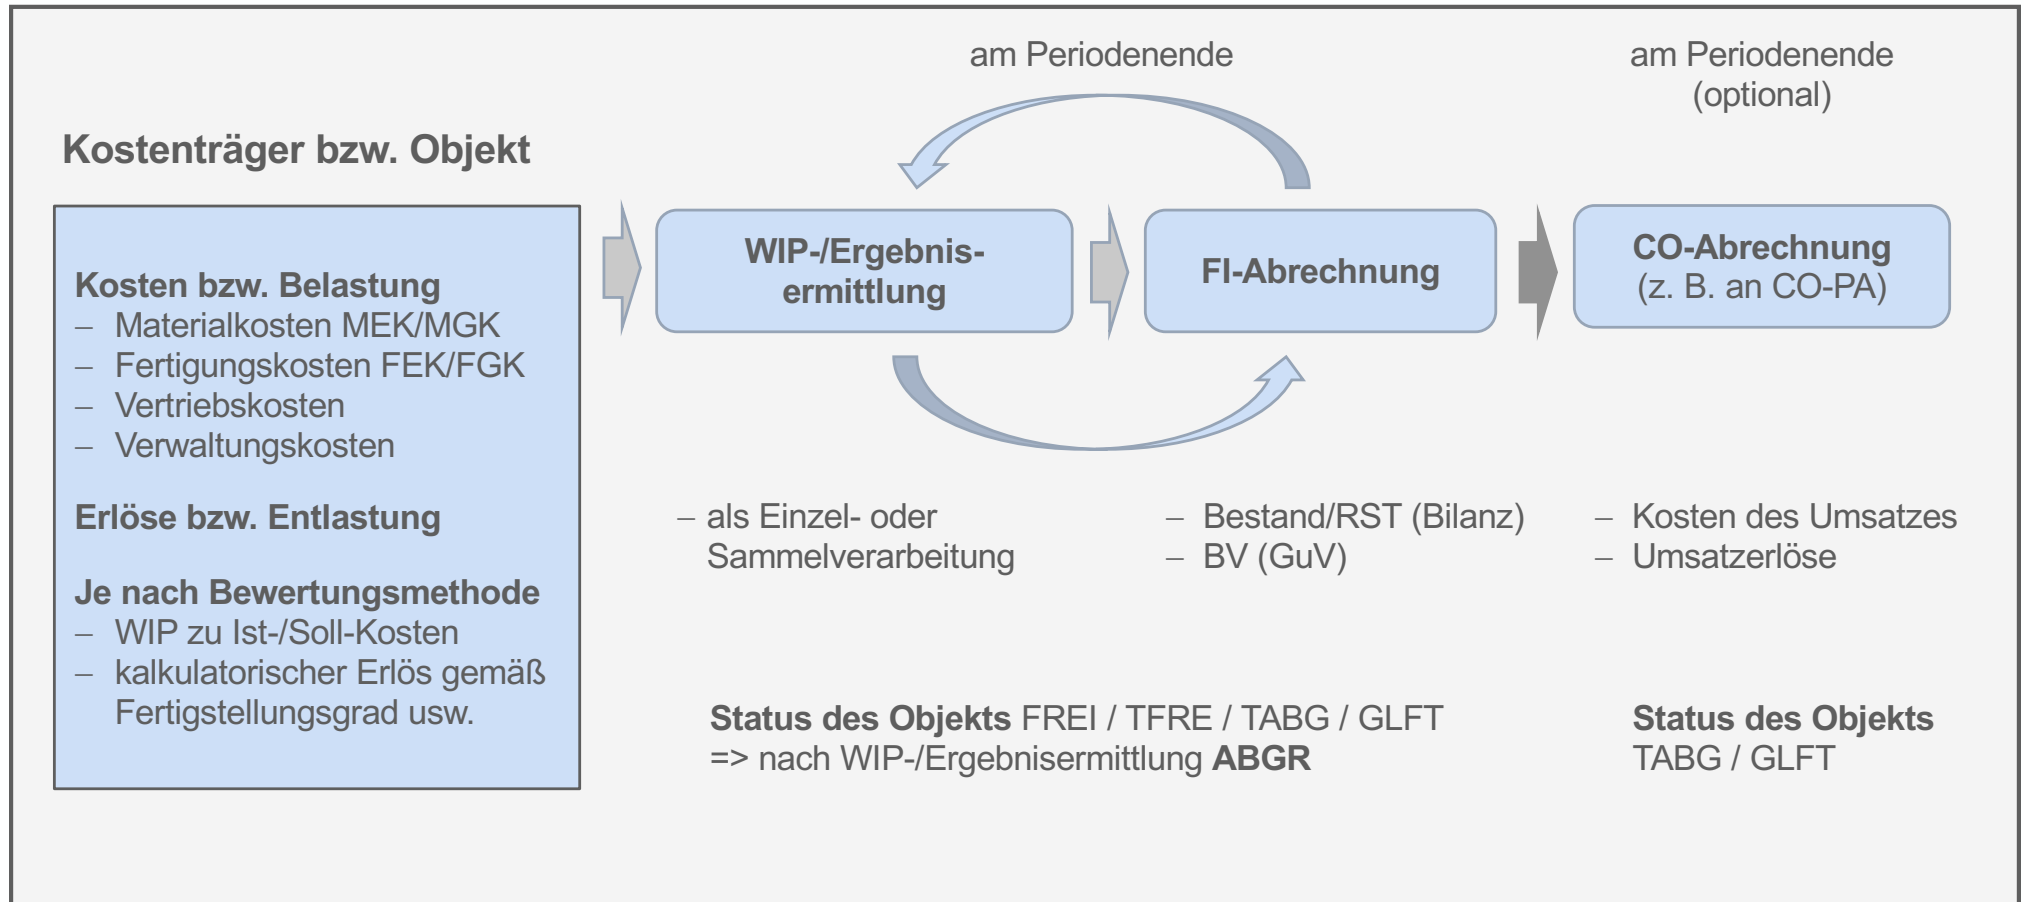 am Periodenende
am Periodenende
(optional)
Kostenträger bzw. Objekt
Kosten bzw. Belastung
– Materialkosten MEK/MGK
– Fertigungskosten FEK/FGK
– Vertriebskosten
– Verwaltungskosten
Erlöse bzw. Entlastung
Je nach Bewertungsmethode
– WIP zu Ist-/Soll-Kosten
– kalkulatorischer Erlös gemäß
Fertigstellungsgrad usw.
WIP-/Ergebnis-
ermittlung
FI-Abrechnung
CO-Abrechnung
(z. B. an CO-PA)
– als Einzel- oder
Sammelverarbeitung
– Bestand/RST (Bilanz)
– BV (GuV)
– Kosten des Umsatzes
– Umsatzerlöse
Status des Objekts FREI / TFRE / TABG / GLFT
=> nach WIP-/Ergebnisermittlung ABGR
Status des Objekts
TABG / GLFT